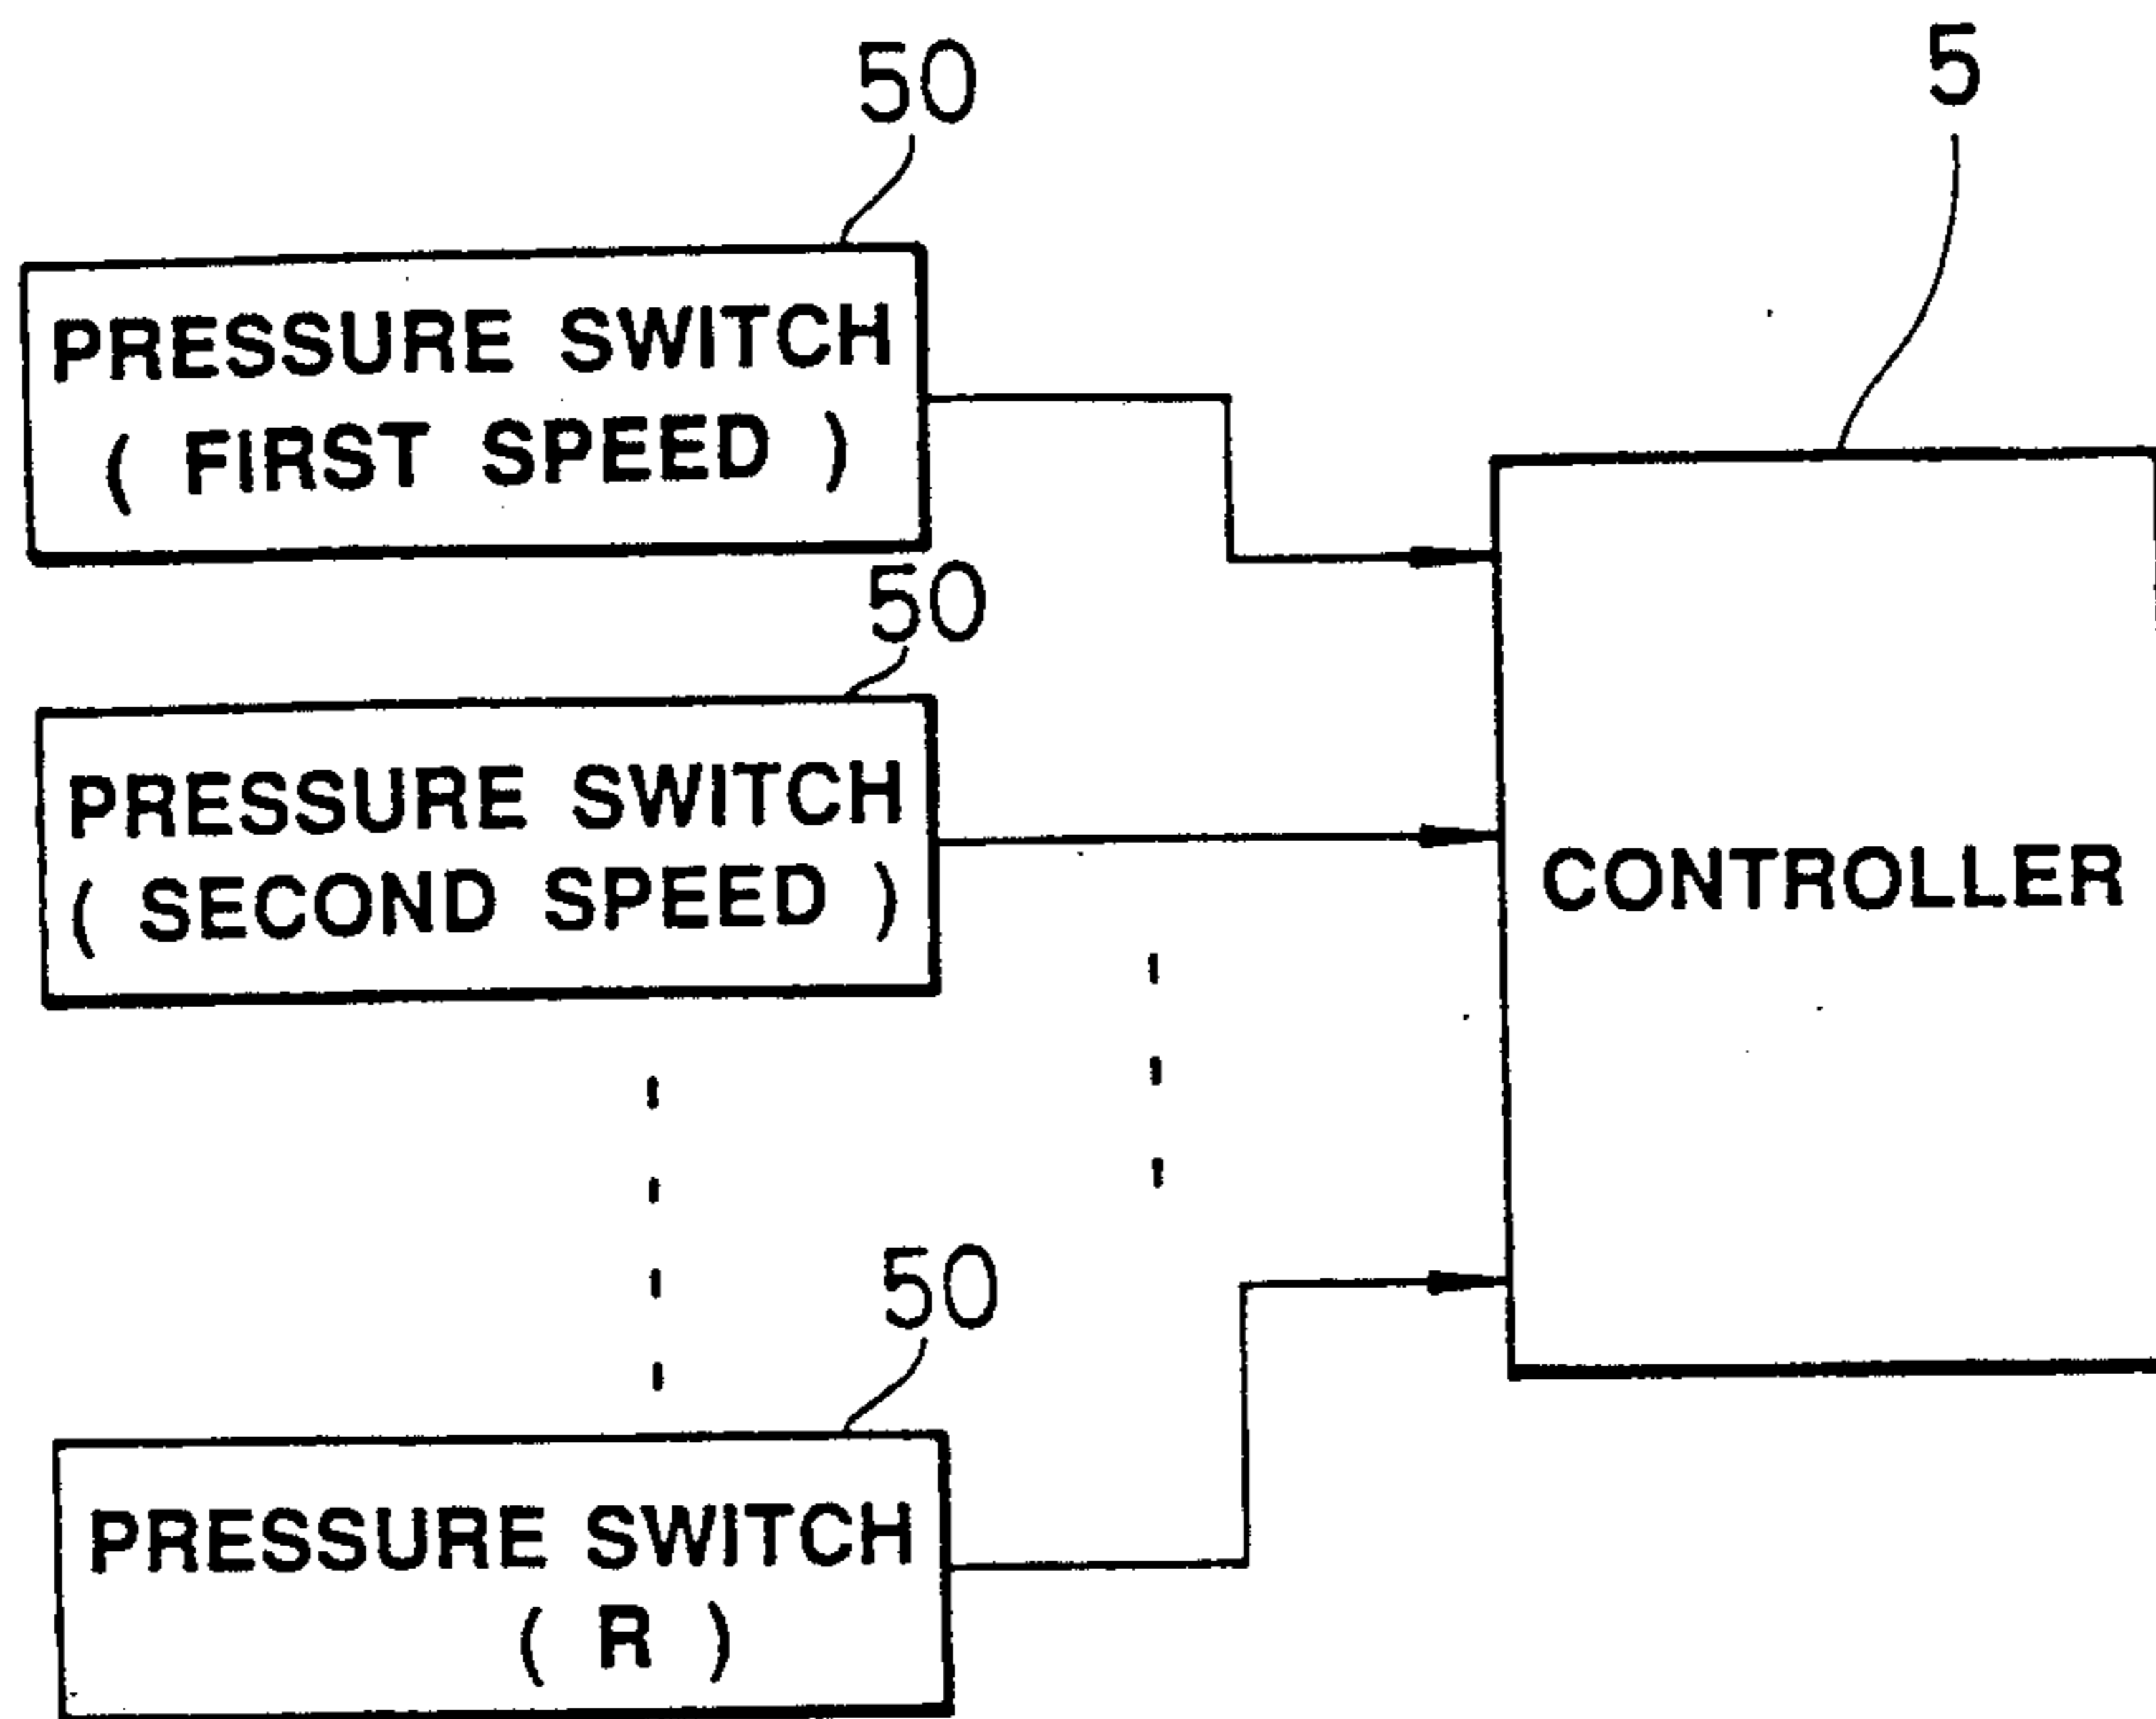 50
5
PRESSURE SWITCH
( FIRST SPEED )
50
PRESSURE SWITCH
( SECOND SPEED )
CONTROLLER
50
PRESSURE SWITCH
( R )